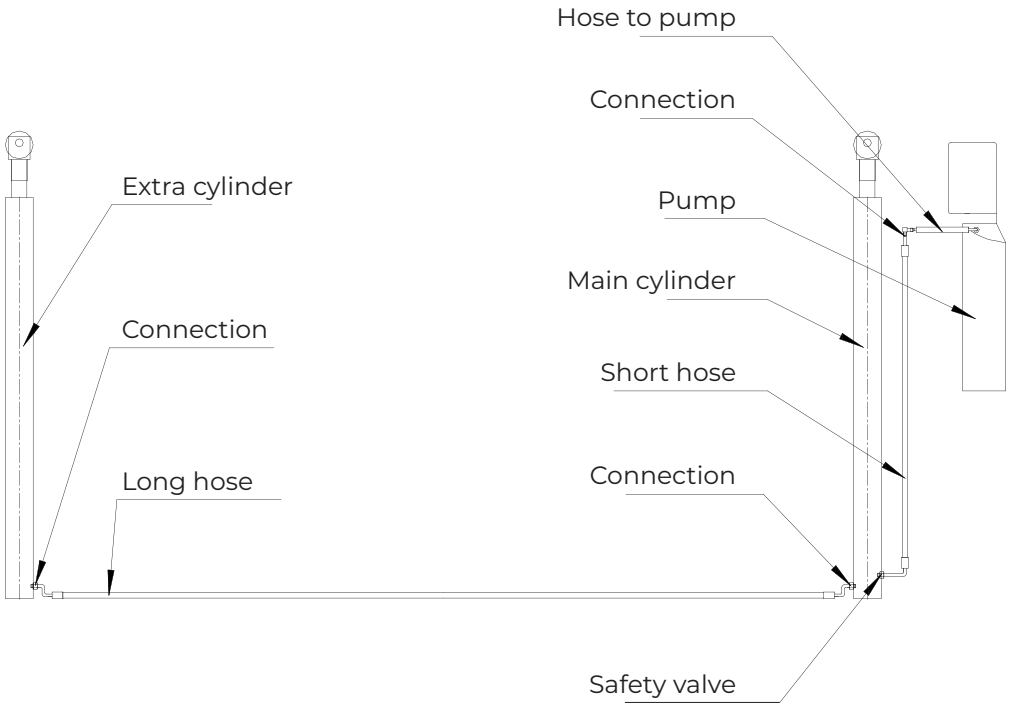 Hose to pump
Connection
Extra cylinder
Pump
Main cylinder
Connection
Short hose
Connection
Long hose
Safety valve